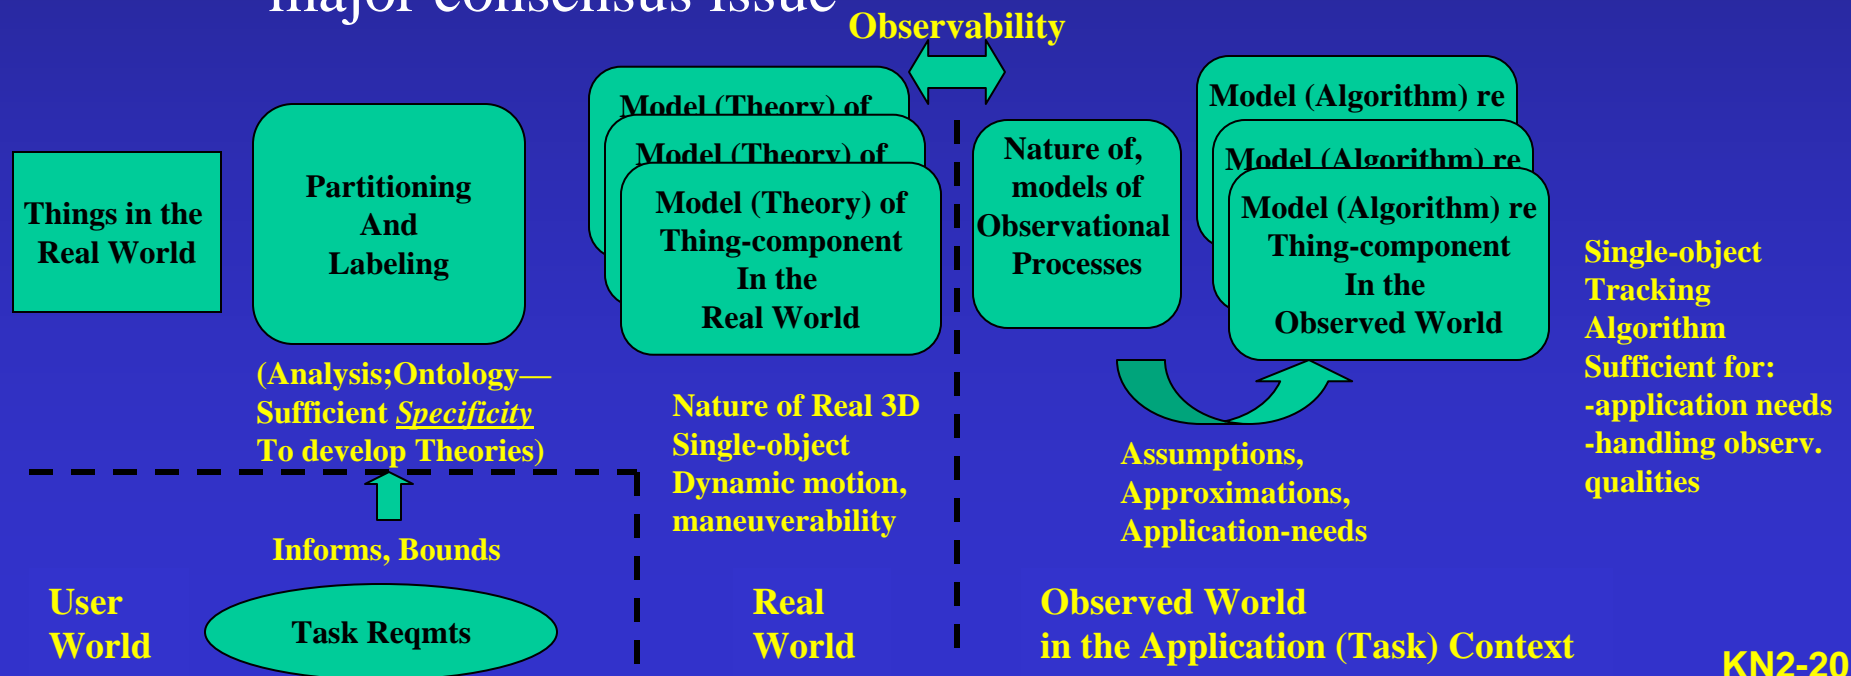 major consensus issue
Observability
Things in the
Real World
Partitioning
And
Labeling
(Analysis;Ontology—
Sufficient Specificity
To develop Theories)
Informs, Bounds
Task Reqmts
User
World
Model (Theory) of
Model (Theory) of
Model (Theory) of
Thing-component
In the
Real World
Nature of Real 3D
Single-object
Dynamic motion,
maneuverability
Real
World
Nature of,
models of
Observational
Processes
Model (Algorithm) re
Model (Algorithm) re
Model (Algorithm) re
Thing-component
In the
Observed World
Assumptions,
Approximations,
Application-needs
Single-object
Tracking
Algorithm
Sufficient for:
-application needs
-handling observ.
qualities
Observed World
in the Application (Task) Context
KN2-20